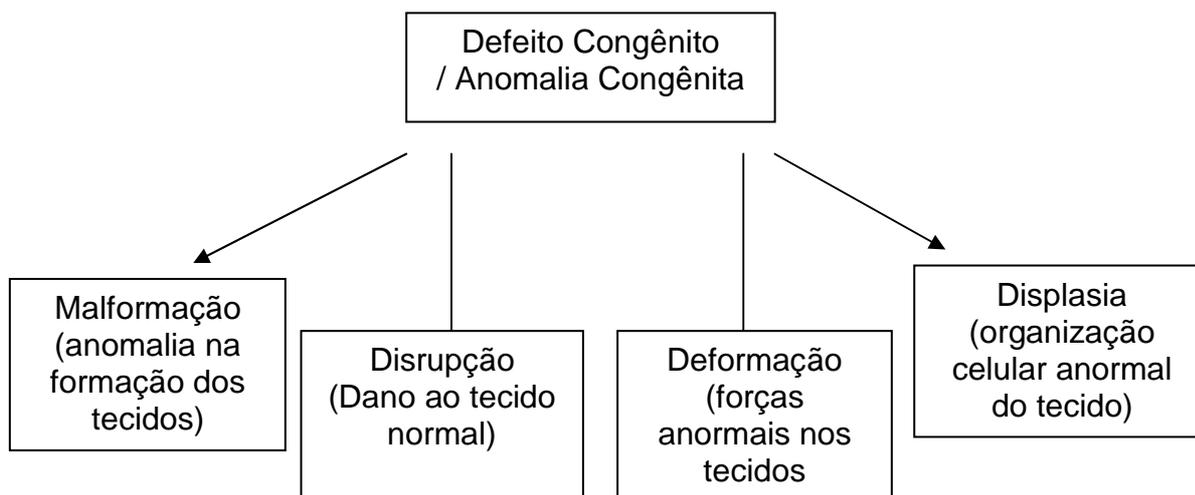 Defeito Congênito
/ Anomalia Congênita
Malformação
(anomalia na
formação dos
tecidos)
Disrupção
(Dano ao tecido
normal)
Deformação
(forças
anormais nos
tecidos
Displasia
(organização
celular anormal
do tecido)